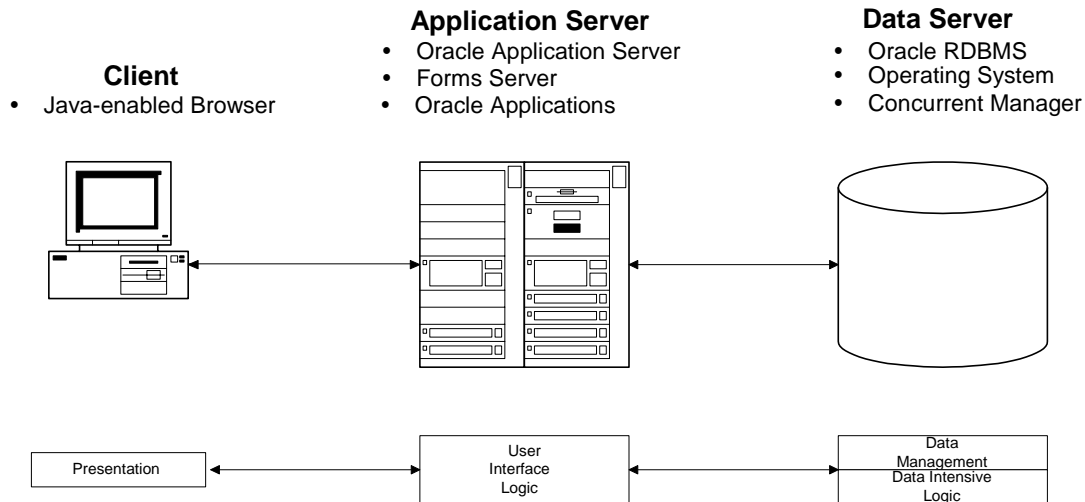 Client
• Java-enabled Browser
Application Server
• Oracle Application Server
• Forms Server
• Oracle Applications
Data Server
• Oracle RDBMS
• Operating System
• Concurrent Manager
Presentation
User
Interface
Logic
Data
Management
Data Intensive
Logic